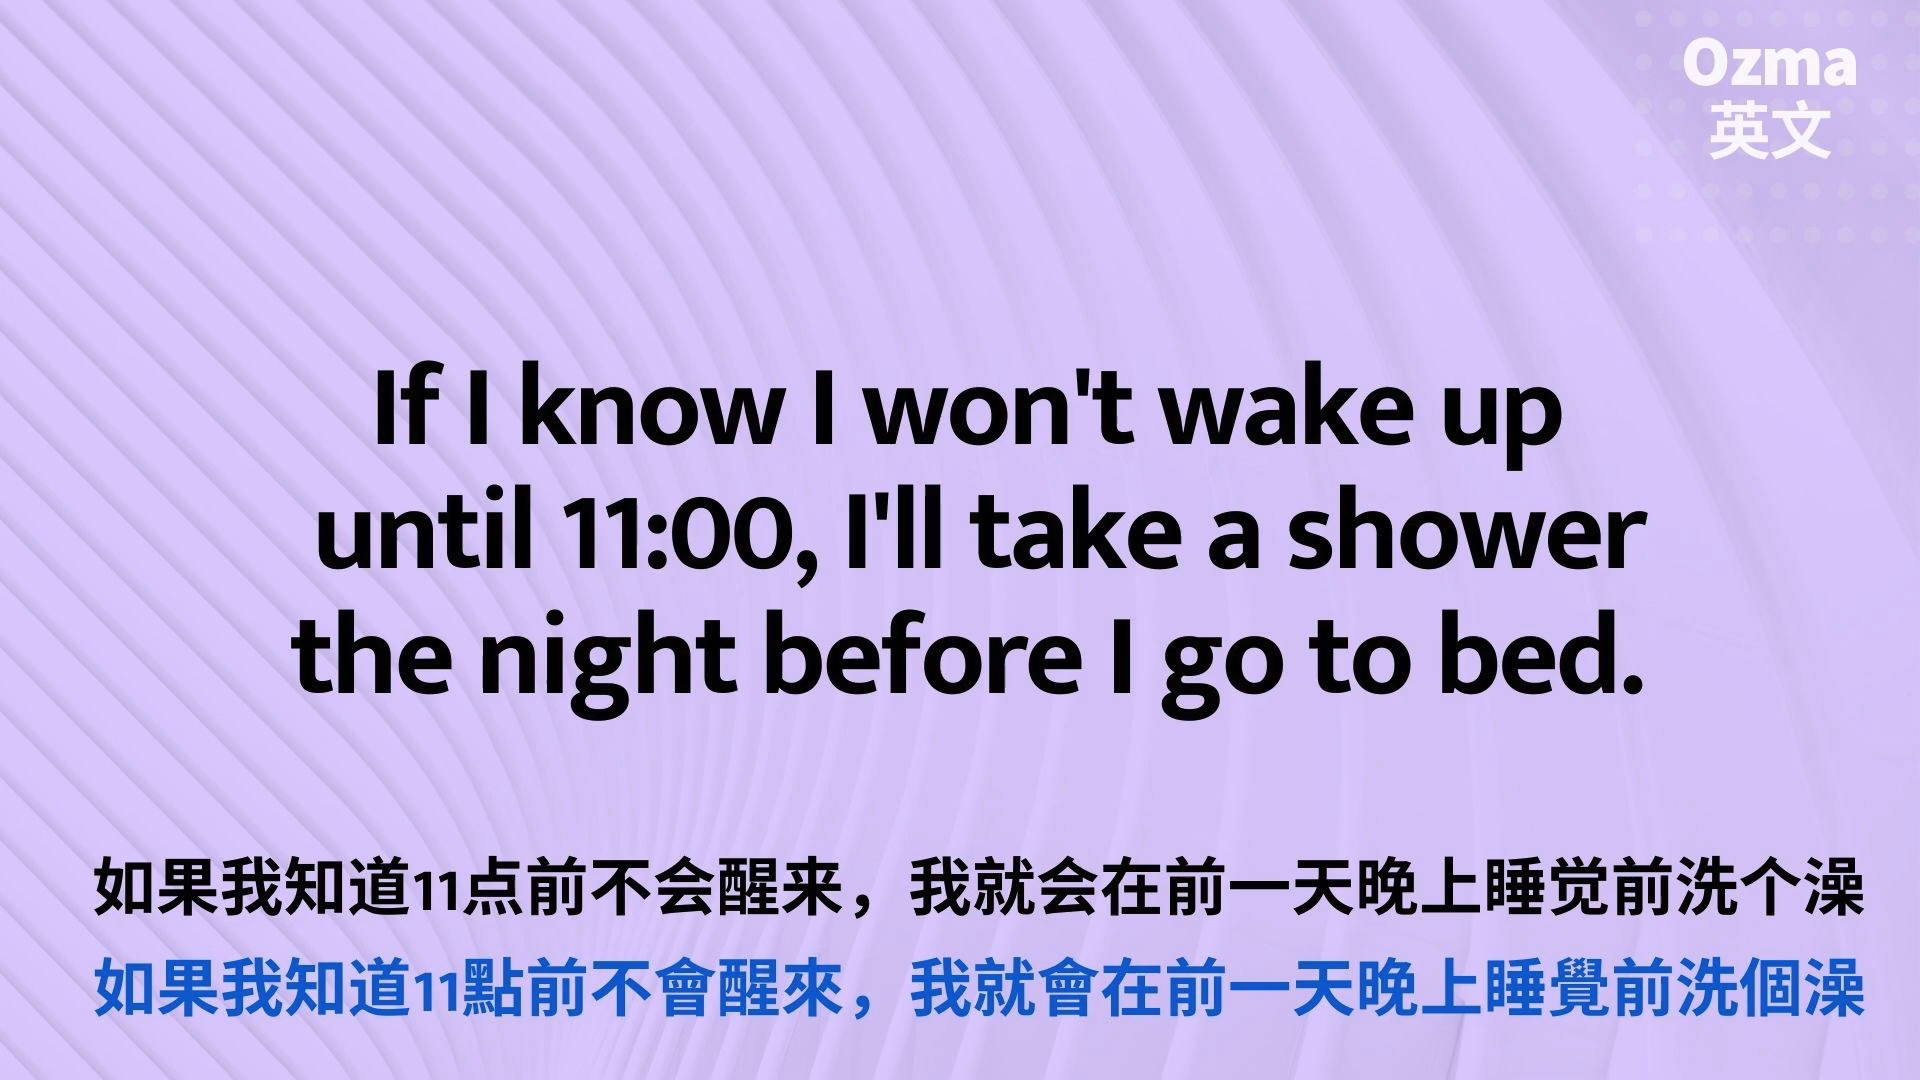 Ozma
英文
If I know I won't wake up
until 11:00, I'll take a shower
the night before I go to bed.
如果我知道11点前不会醒来，我就会在前一天晚上睡觉前洗个澡
如果我知道11點前不會醒來，我就會在前一天晚上睡覺前洗個澡